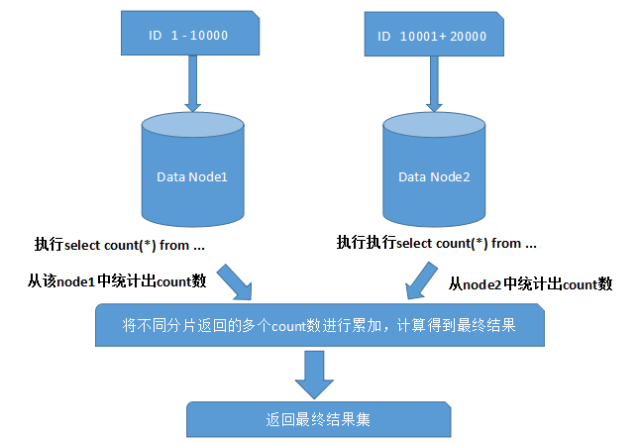 ID 1 - 10000
ID 10001+ 20000
Data Node1
Data Node2
执行select count(*) from ...
执行执行select count(*) from ...
从该node1中统计出count数
从node2中统计出count数
将不同分片返回的多个count数进行累加，计算得到最终结果
返回最终结果集